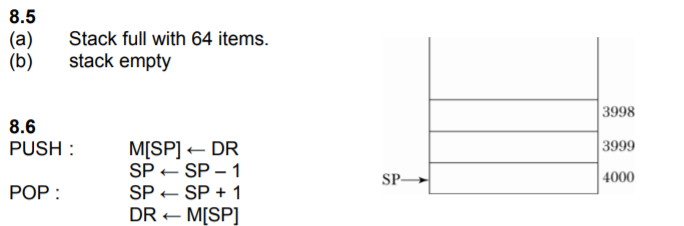 8.5
(a) Stack full with 64 items.
(b) stack empty
8.6
PUSH : M[SP] ← DR
SP ← SP – 1
POP : SP ← SP + 1
DR ← M[SP]
3998
3999
SP→ 4000